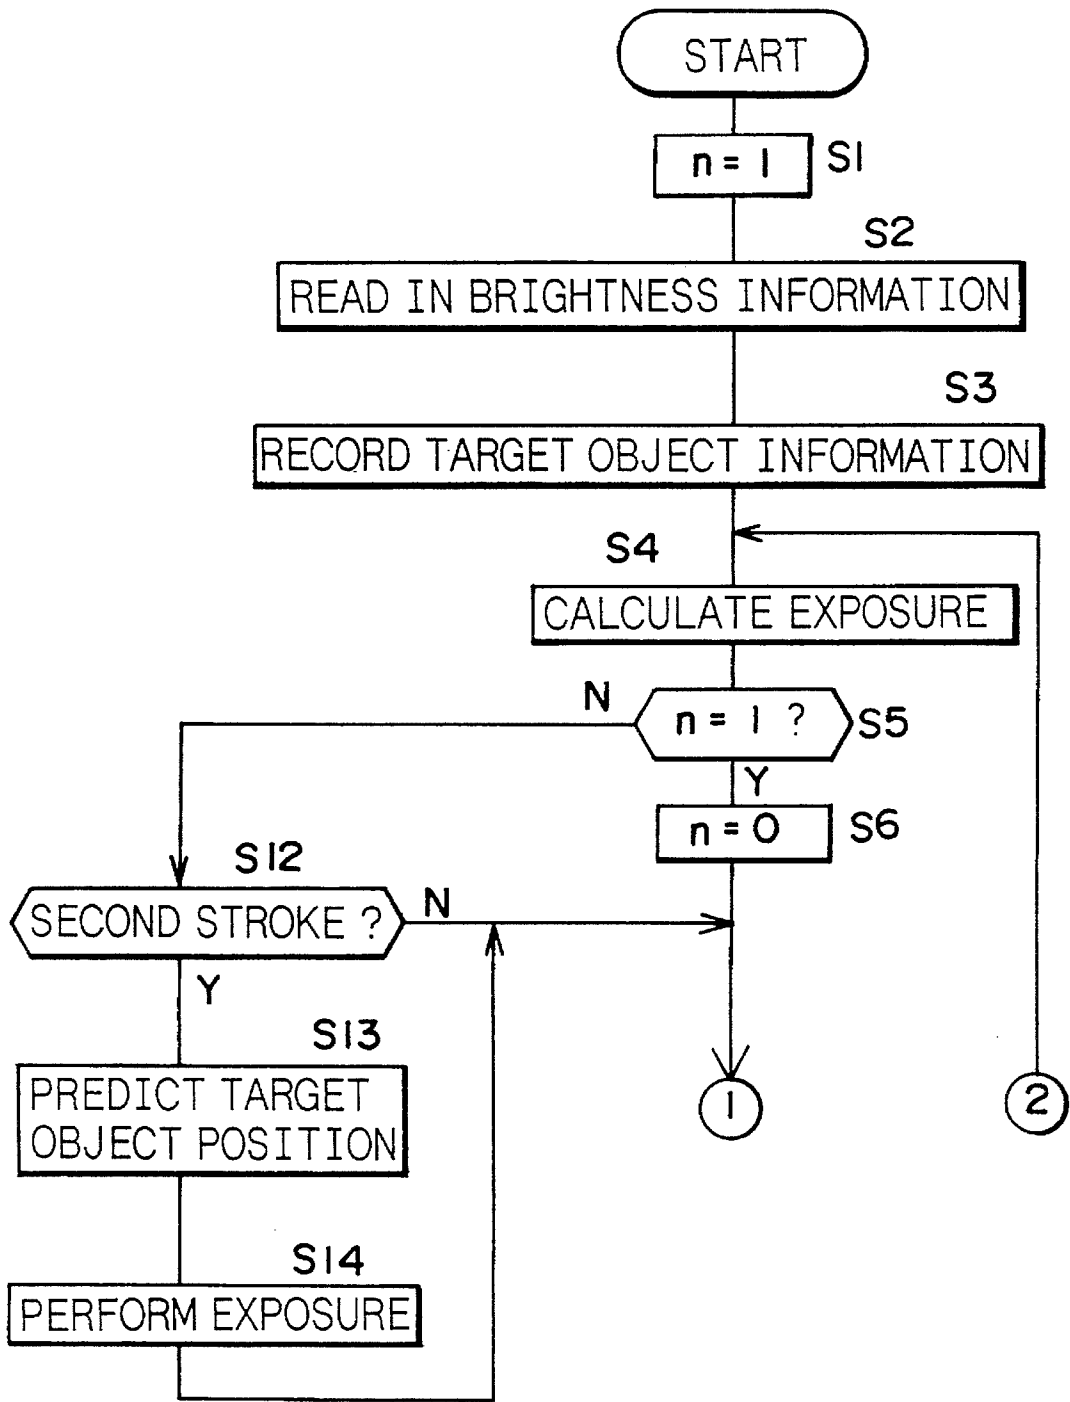 START
n = 1
S1
S2
READ IN BRIGHTNESS INFORMATION
S3
RECORD TARGET OBJECT INFORMATION
S4
CALCULATE EXPOSURE
N
n = 1 ?
S5
Y
n = 0
S6
S12
SECOND STROKE ?
N
Y
S13
PREDICT TARGET
OBJECT POSITION
1
2
S14
PERFORM EXPOSURE